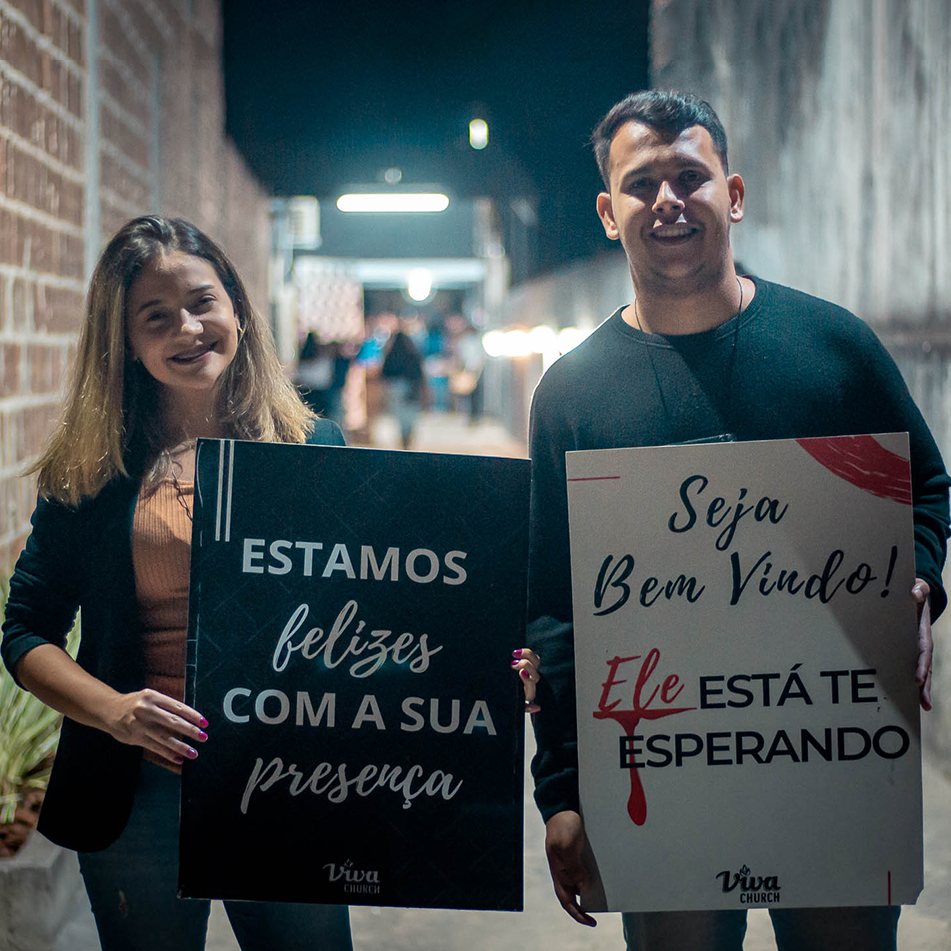 ESTAMOS
felizes
COM A SUA
presença
Viva
CHURCH
Seja
Bem Vindo!
Ele ESTÁ TE
ESPERANDO
Viva
CHURCH